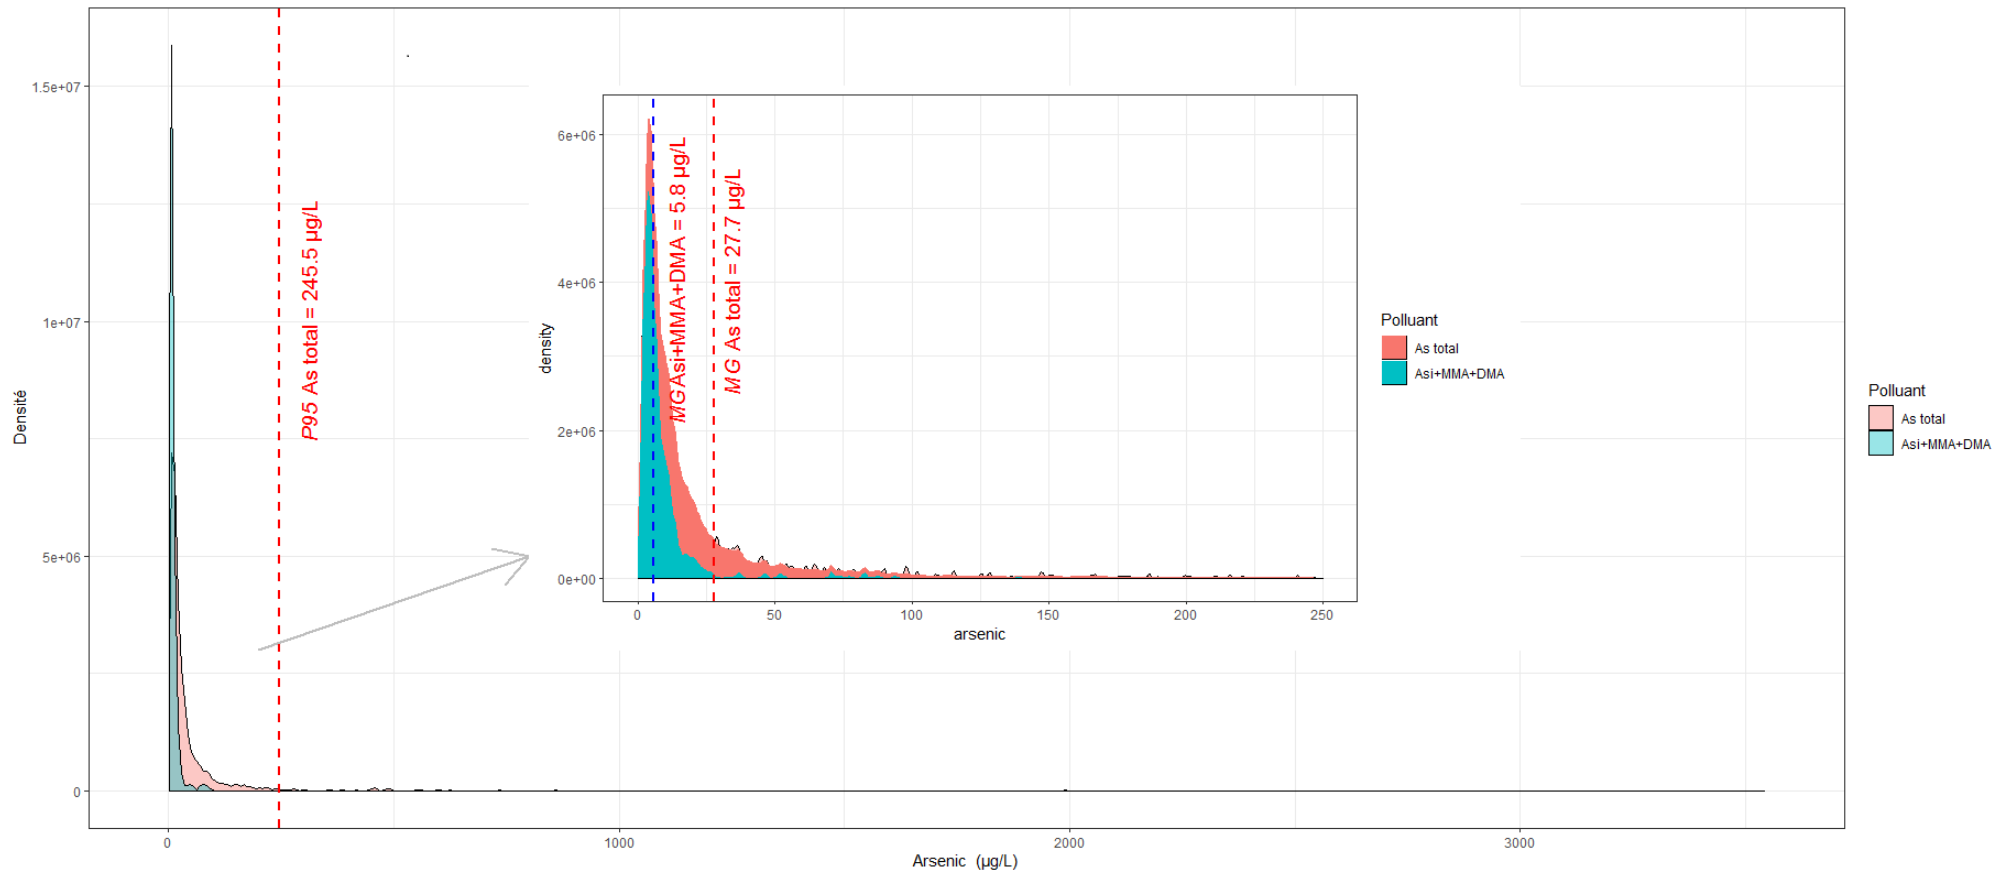 Densité
1.5e+07
1e+07
5e+06
0
P95 As total = 245.5 µg/L
density
6e+06
4e+06
2e+06
0e+00
MG Asi+MMA+DMA = 5.8 µg/L
MG As total = 27.7 µg/L
0 50 100 150 200 250
arsenic
Polluant
As total
Asi+MMA+DMA
Polluant
As total
Asi+MMA+DMA
0 1000 2000 3000
Arsenic (µg/L)